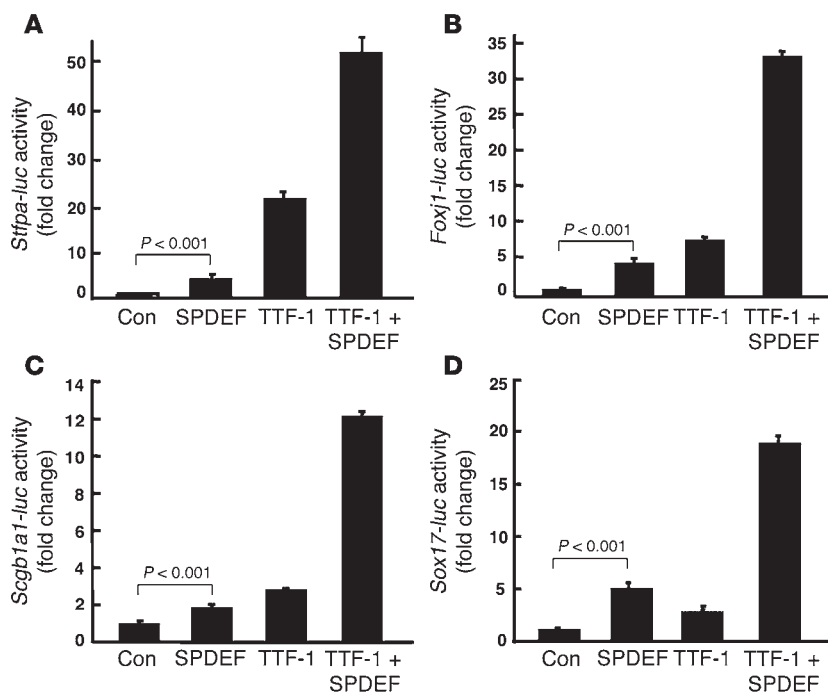 A
Stfpa-luc activity
(fold change)
50
40
30
20
10
0
P < 0.001
Con SPDEF TTF-1 TTF-1 +
SPDEF
B
Foxj1-luc activity
(fold change)
35
30
25
20
15
10
5
0
P < 0.001
Con SPDEF TTF-1 TTF-1 +
SPDEF
C
Scgb1a1-luc activity
(fold change)
14
12
10
8
6
4
2
0
P < 0.001
Con SPDEF TTF-1 TTF-1 +
SPDEF
D
Sox17-luc activity
(fold change)
25
20
15
10
5
0
P < 0.001
Con SPDEF TTF-1 TTF-1 +
SPDEF